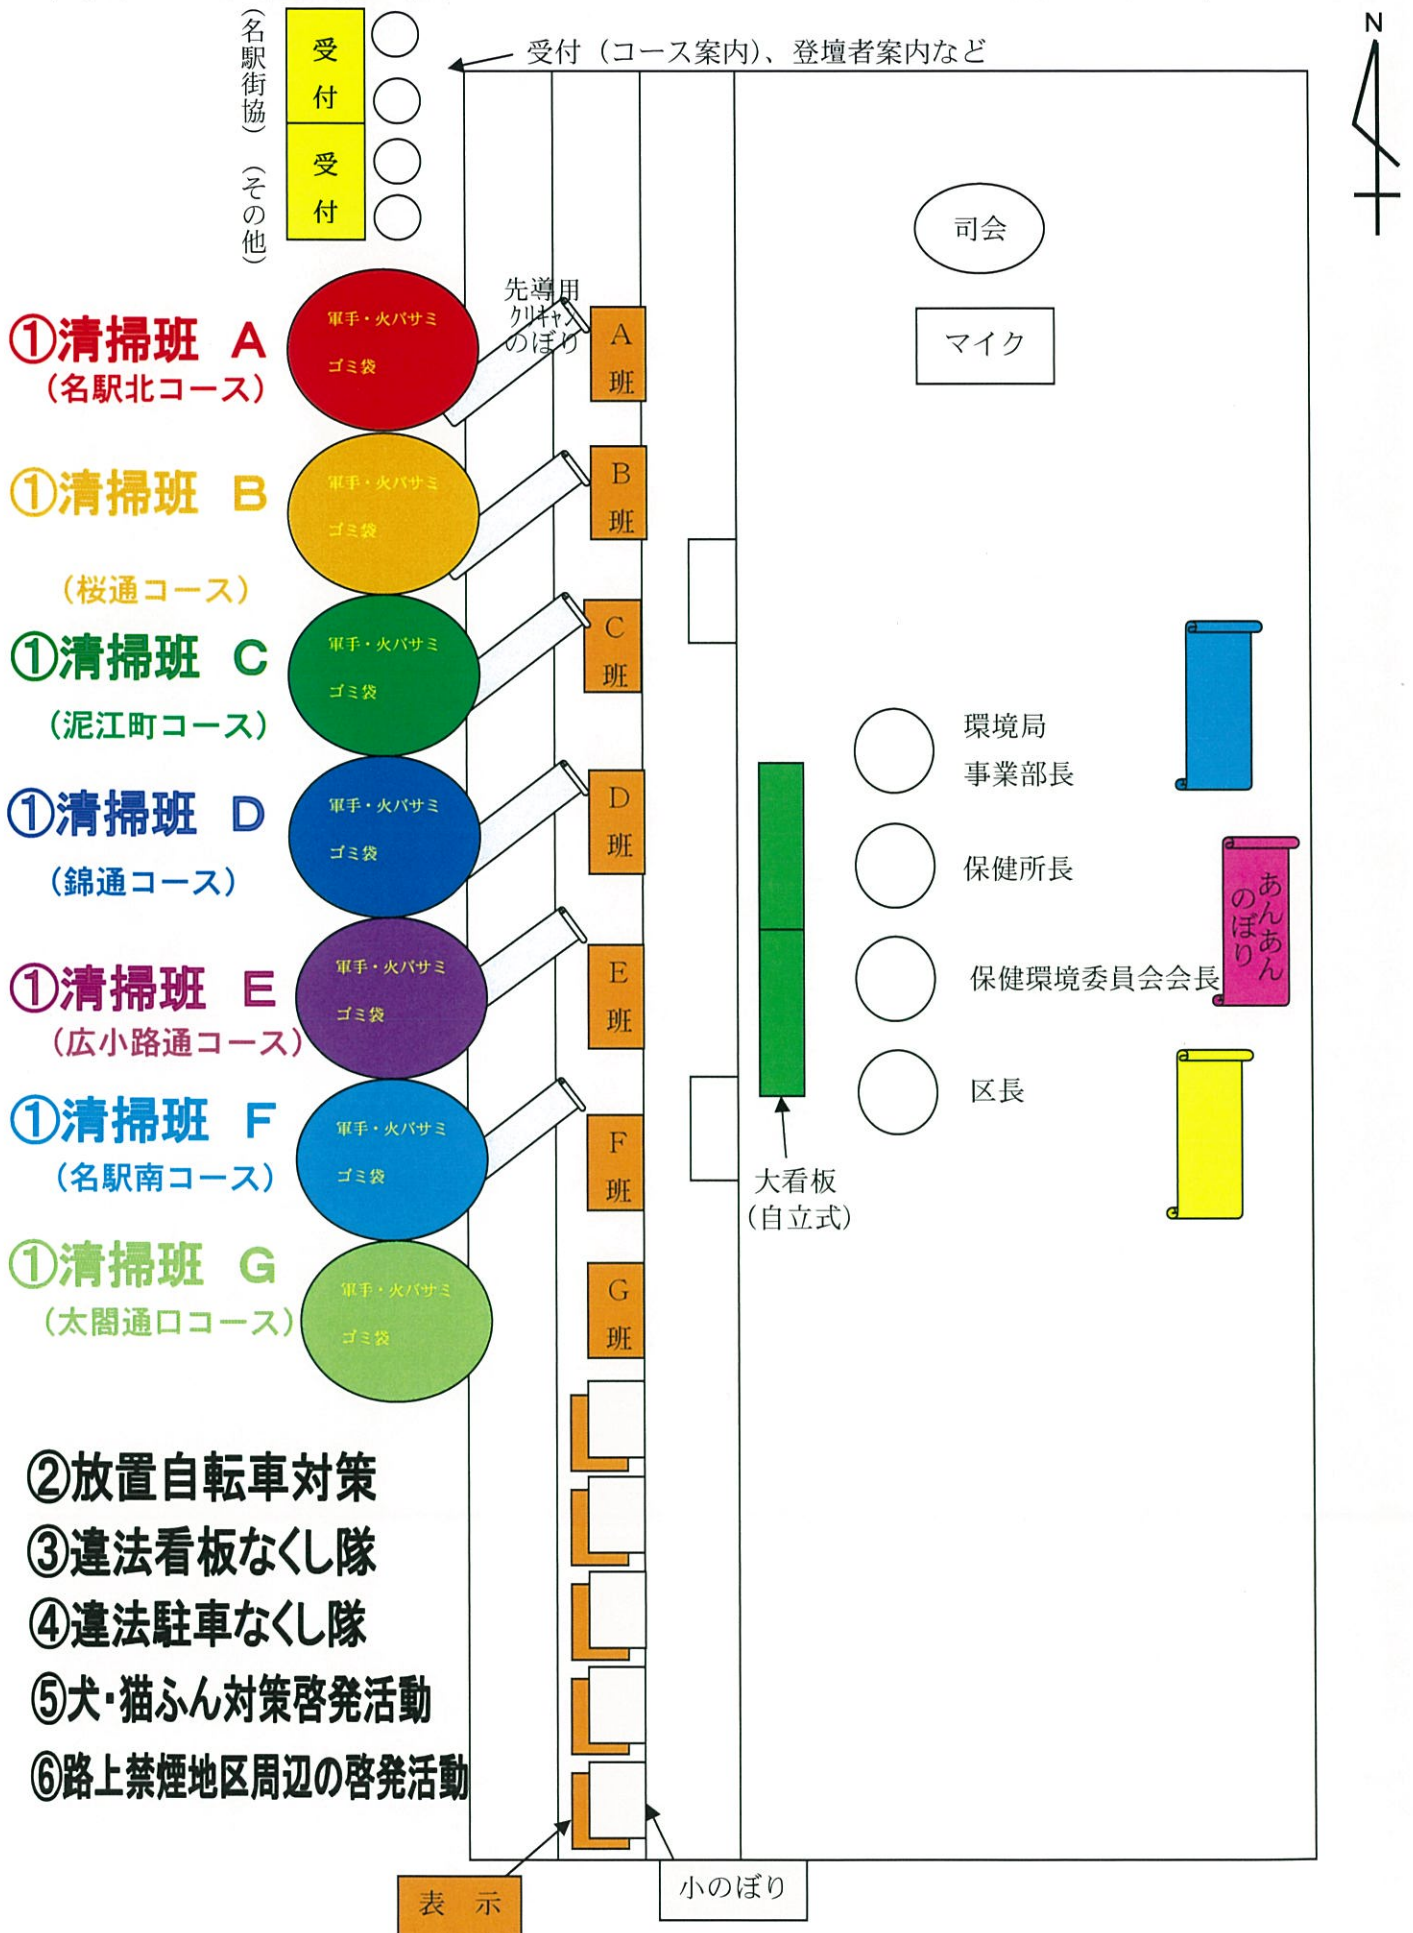 N
（名駅街協）
（その他）
受
付
受
付
受付（コース案内）、登壇者案内など
司会
マイク
先導用
ｸﾘｷｬﾝ
のぼり
①清掃班 A
（名駅北コース）
軍手・火バサミ
ゴミ袋
A
班
①清掃班 B
（桜通コース）
軍手・火バサミ
ゴミ袋
B
班
①清掃班 C
（泥江町コース）
軍手・火バサミ
ゴミ袋
C
班
①清掃班 D
（錦通コース）
軍手・火バサミ
ゴミ袋
D
班
①清掃班 E
（広小路通コース）
軍手・火バサミ
ゴミ袋
E
班
①清掃班 F
（名駅南コース）
軍手・火バサミ
ゴミ袋
F
班
①清掃班 G
（太閤通口コース）
軍手・火バサミ
ゴミ袋
G
班
環境局
事業部長
保健所長
保健環境委員会会長
区長
あんあん
のぼり
大看板
（自立式）
②放置自転車対策
③違法看板なくし隊
④違法駐車なくし隊
⑤犬・猫ふん対策啓発活動
⑥路上禁煙地区周辺の啓発活動
表 示
小のぼり